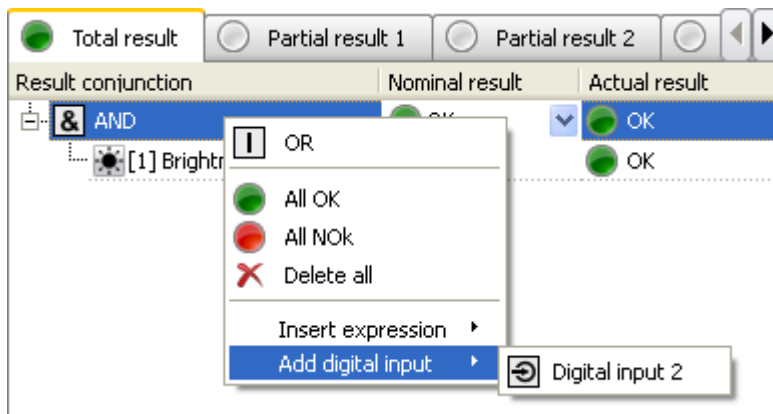 Total result Partial result 1 Partial result 2
Result conjunction Nominal result Actual result
& AND OK
OR
[1] OK
All OK
All NOk
Delete all
Insert expression
Add digital input
Digital input 2